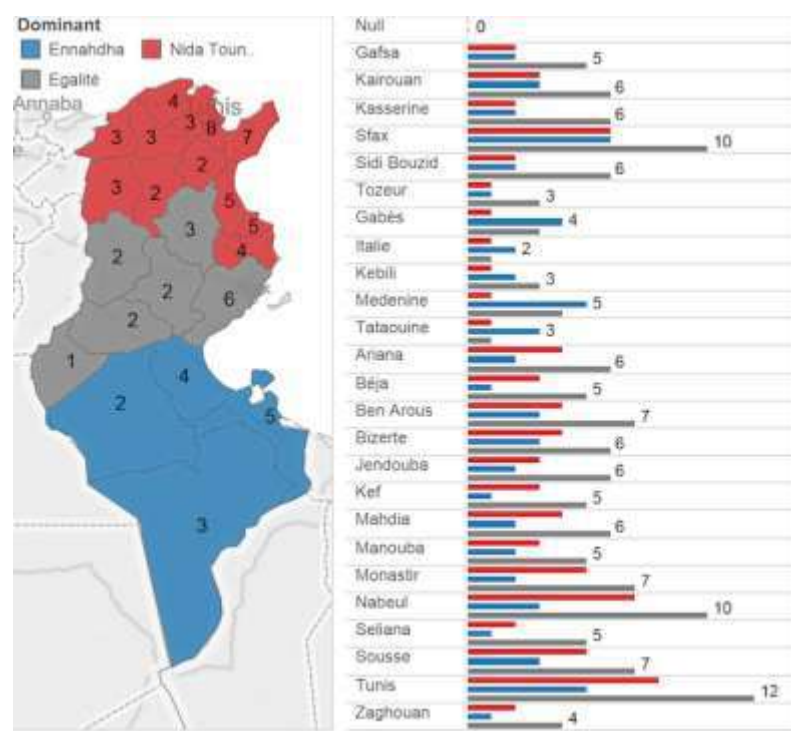 Dominant
Ennahdha
Nida Toun..
Egalité
Annaba
bis
e.
4
3
3
3
8
7
2
3
2
5
3
5
4
2
2
6
2
1
4
2
5
3
Null 0
Gafsa 5
Kairouan 6
Kasserine 6
Sfax 10
Sidi Bouzid 6
Tozeur 3
Gabès 4
Italie 2
Kebili 3
Medenine 5
Tataouine 3
Ariana 6
Béja 5
Ben Arous 7
Bizerte 6
Jendouba 6
Kef 5
Mahdia 6
Manouba 5
Monastir 7
Nabeul 10
Seliana 5
Sousse 7
Tunis 12
Zaghouan 4